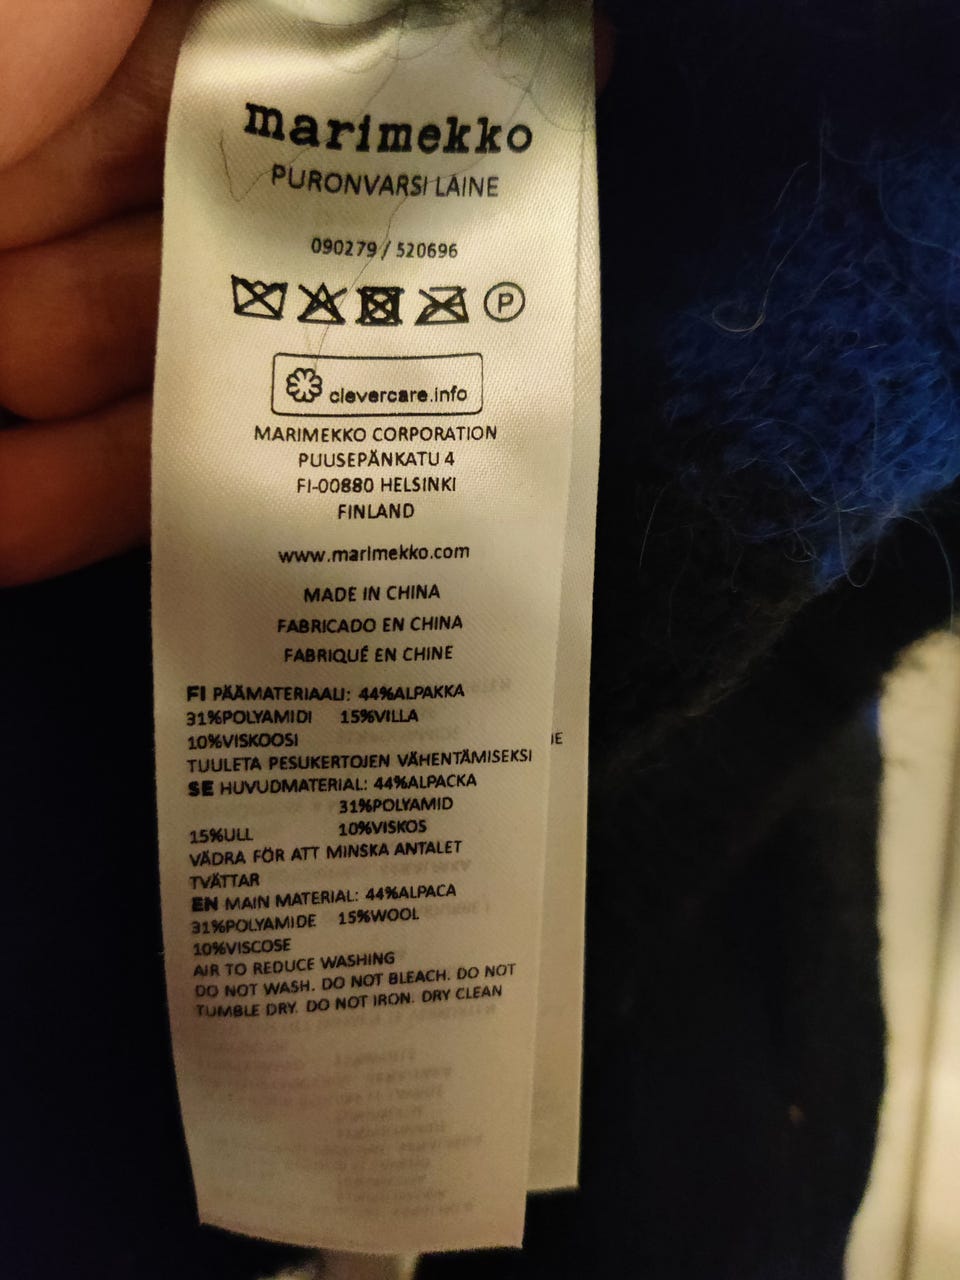 marimekko
PURONVARSI LAINE
090279 / 520696
P
clevercare.info
MARIMEKKO CORPORATION
PUUSEPÄNKATU 4
FI-00880 HELSINKI
FINLAND
www.marimekko.com
MADE IN CHINA
FABRICADO EN CHINA
FABRIQUÉ EN CHINE
FI PÄÄMATERIAALI: 44%ALPAKKA
31%POLYAMIDI 15%VILLA
10%VISKOOSI
TUULETA PESUKERTOJEN VÄHENTÄMISEKSI
SE HUVUDMATERIAL: 44%ALPACKA
31%POLYAMID
15%ULL 10%VISKOS
VÄDRA FÖR ATT MINSKA ANTALET
TVÄTTAR
EN MAIN MATERIAL: 44%ALPACA
31%POLYAMIDE 15%WOOL
10%VISCOSE
AIR TO REDUCE WASHING
DO NOT WASH. DO NOT BLEACH. DO NOT
TUMBLE DRY. DO NOT IRON. DRY CLEAN